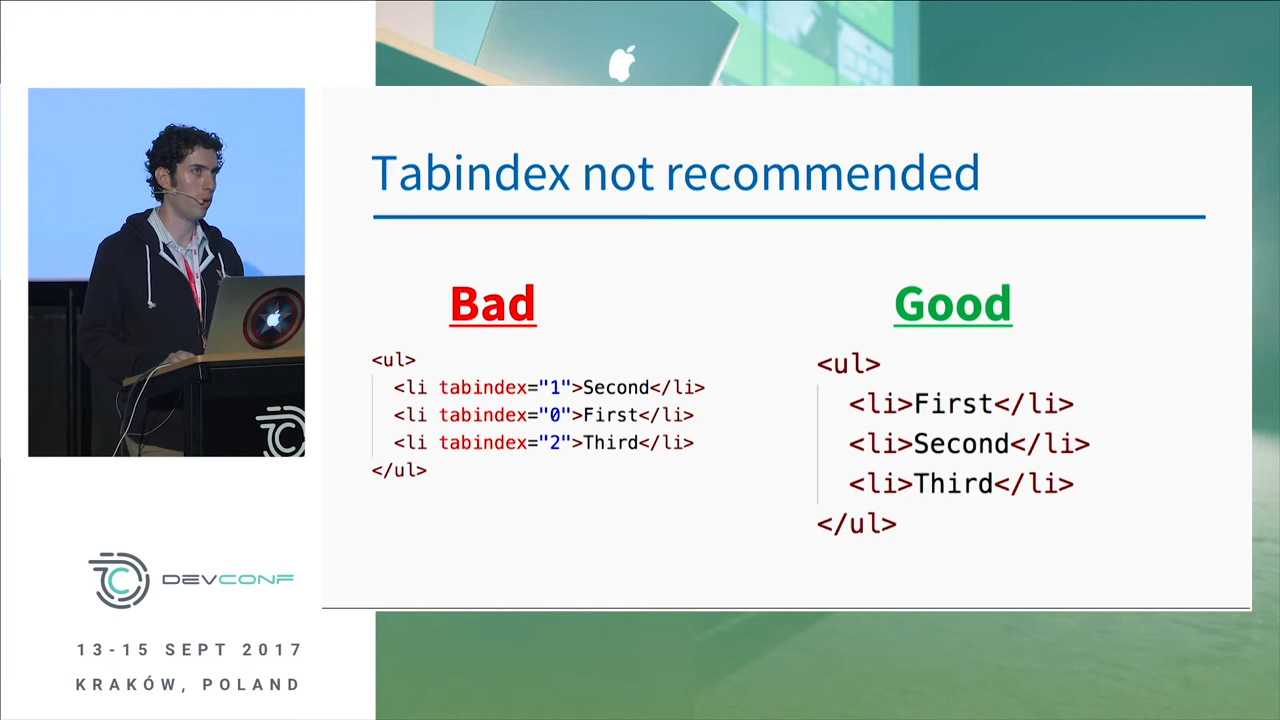 Tabindex not recommended
Bad
<ul>
<li tabindex="1">Second</li>
<li tabindex="0">First</li>
<li tabindex="2">Third</li>
</ul>
Good
<ul>
<li>First</li>
<li>Second</li>
<li>Third</li>
</ul>
DEVCONF
13-15 SEPT 2017
KRAKÓW, POLAND